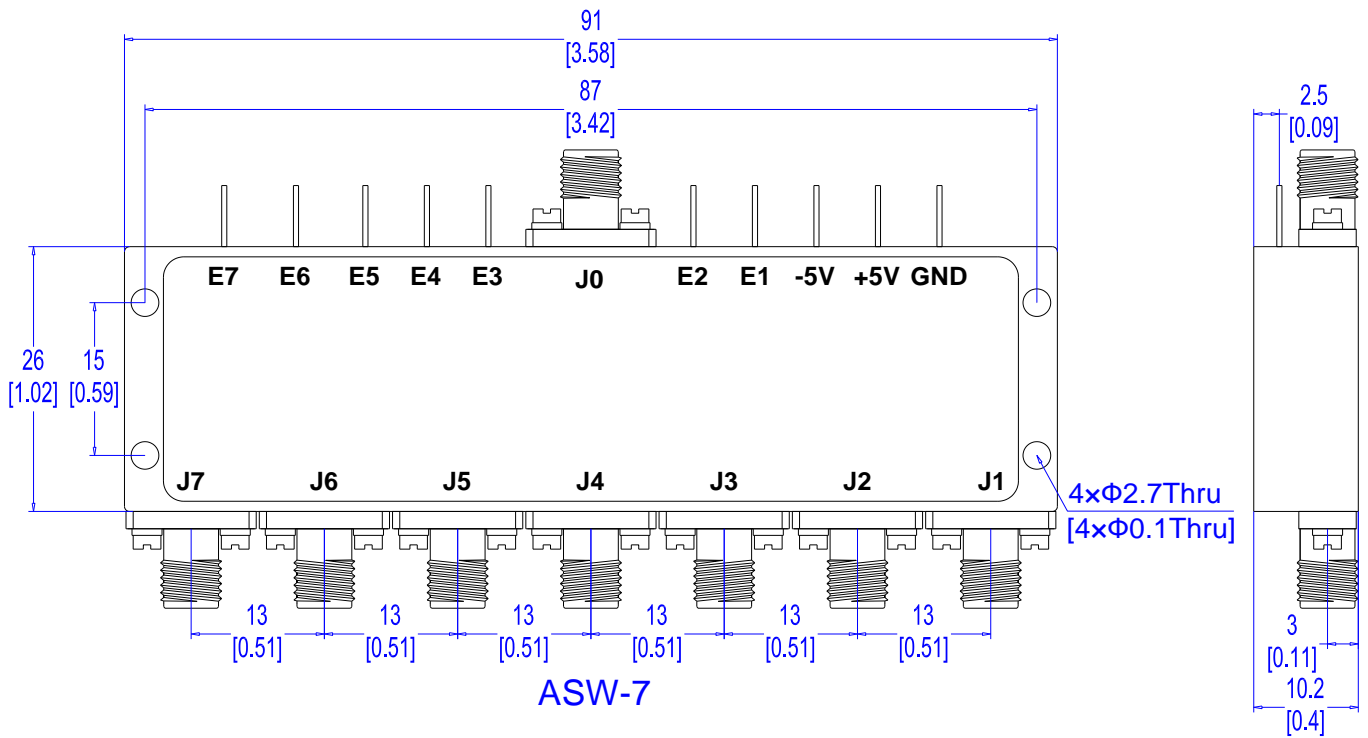 91
[3.58]
87
[3.42]
2.5
[0.09]
E7 E6 E5 E4 E3 J0 E2 E1 -5V +5V GND
26
[1.02]
15
[0.59]
J7 J6 J5 J4 J3 J2 J1
4×Φ2.7Thru
[4×Φ0.1Thru]
13 13 13 13 13 13
[0.51] [0.51] [0.51] [0.51] [0.51] [0.51]
3
[0.11]
10.2
[0.4]
ASW-7